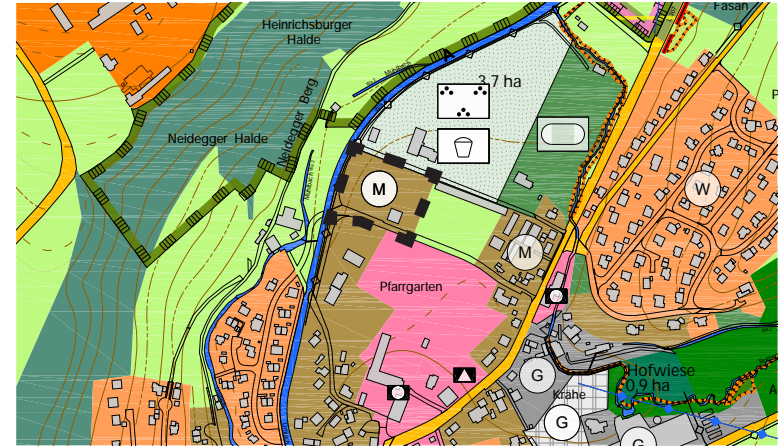 Heinrichsburger
Halde
Fasan
3,7 ha
Neidegger Berg
Neidegger Halde
M
W
M
Pfarrgarten
G
Hofwiese
0,9 ha
Krähe
G
G